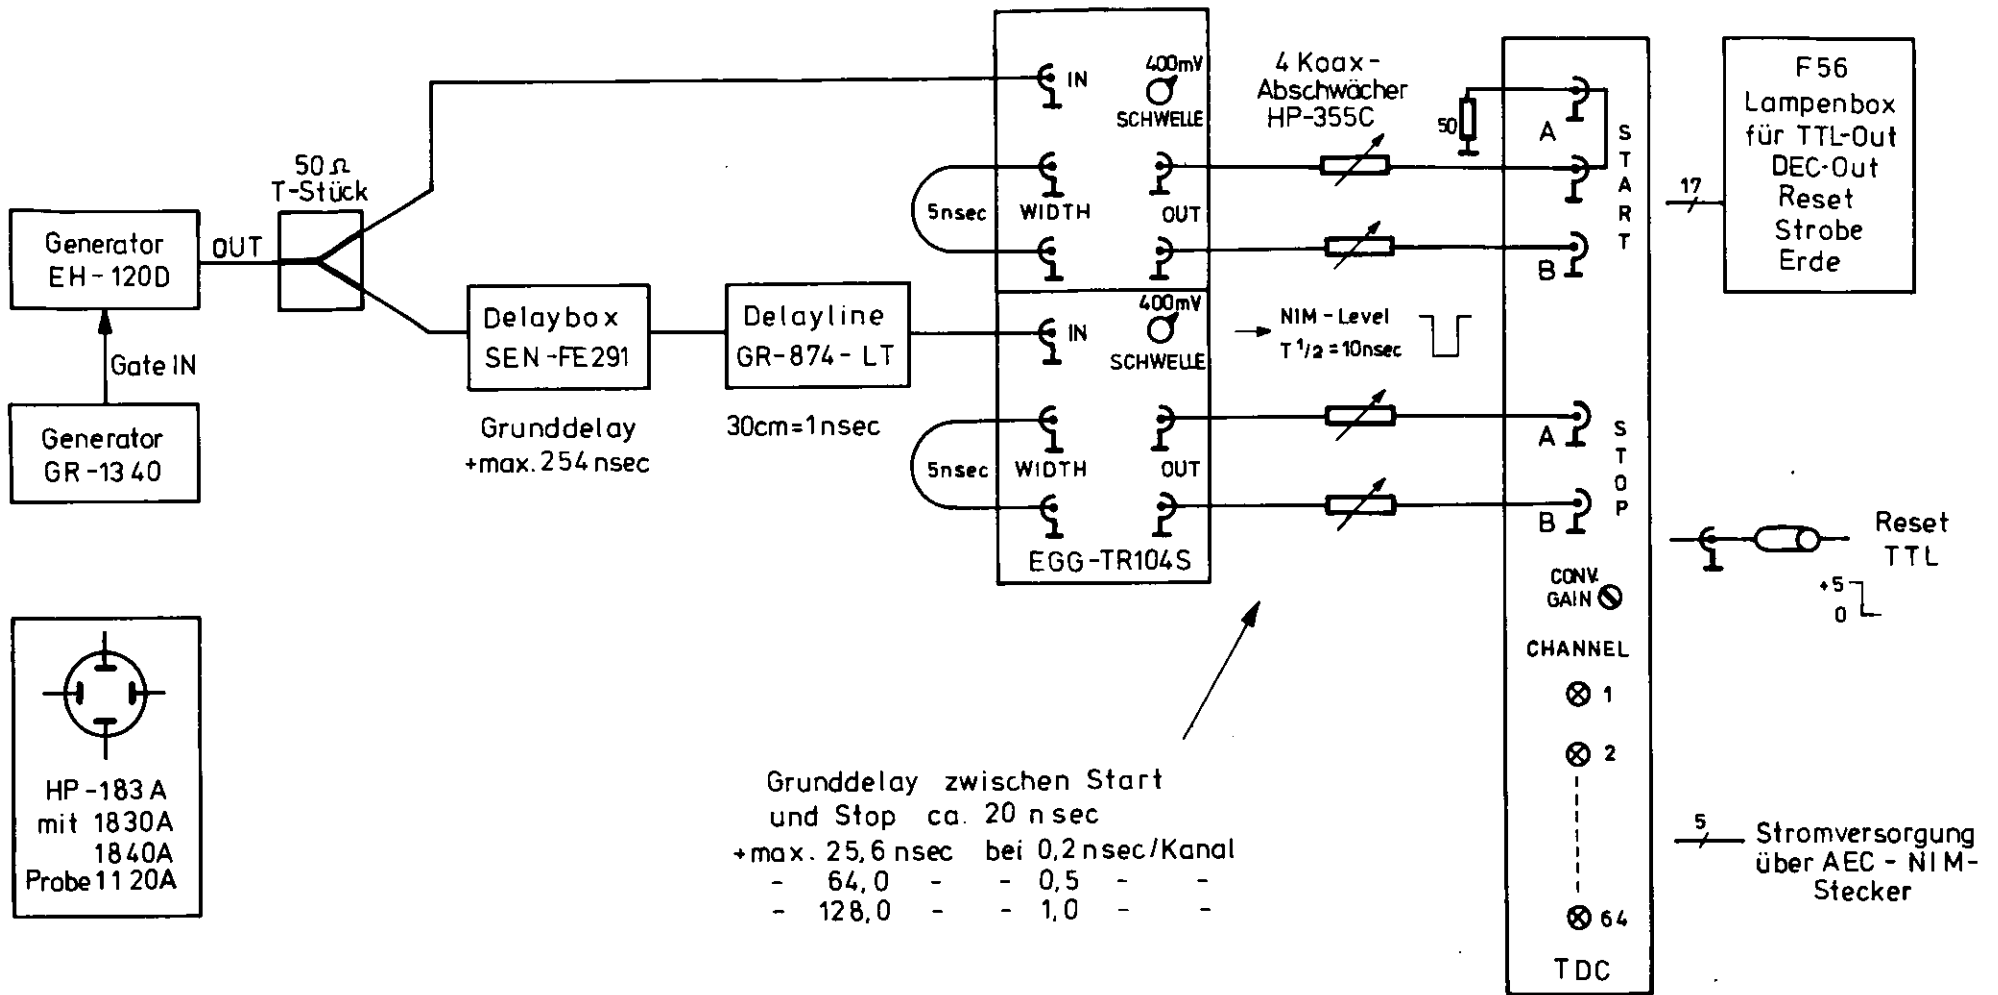 Generator
EH-120D
OUT
Gate IN
Generator
GR-1340
50 Ω
T-Stück
Delaybox
SEN-FE291
Grunddelay
+max. 254 nsec
Delayline
GR-874-LT
30cm=1nsec
IN
400mV
SCHWELLE
5nsec
WIDTH
OUT
IN
400mV
SCHWELLE
5nsec
WIDTH
OUT
EGG-TR104S
4 Koax-
Abschwächer
HP-355C
NIM-Level
T 1/2 = 10nsec
50
A
B
START
A
B
STOP
CONV.
GAIN
CHANNEL
1
2
64
TDC
17
F56
Lampenbox
für TTL-Out
DEC-Out
Reset
Strobe
Erde
Reset
TTL
+5
0
5
Stromversorgung
über AEC-NIM-
Stecker
HP-183A
mit 1830A
1840A
Probe 1120A
Grunddelay zwischen Start
und Stop ca. 20 nsec
+max. 25,6 nsec bei 0,2 nsec/Kanal
- 64,0 - - 0,5 - -
- 128,0 - - 1,0 - -